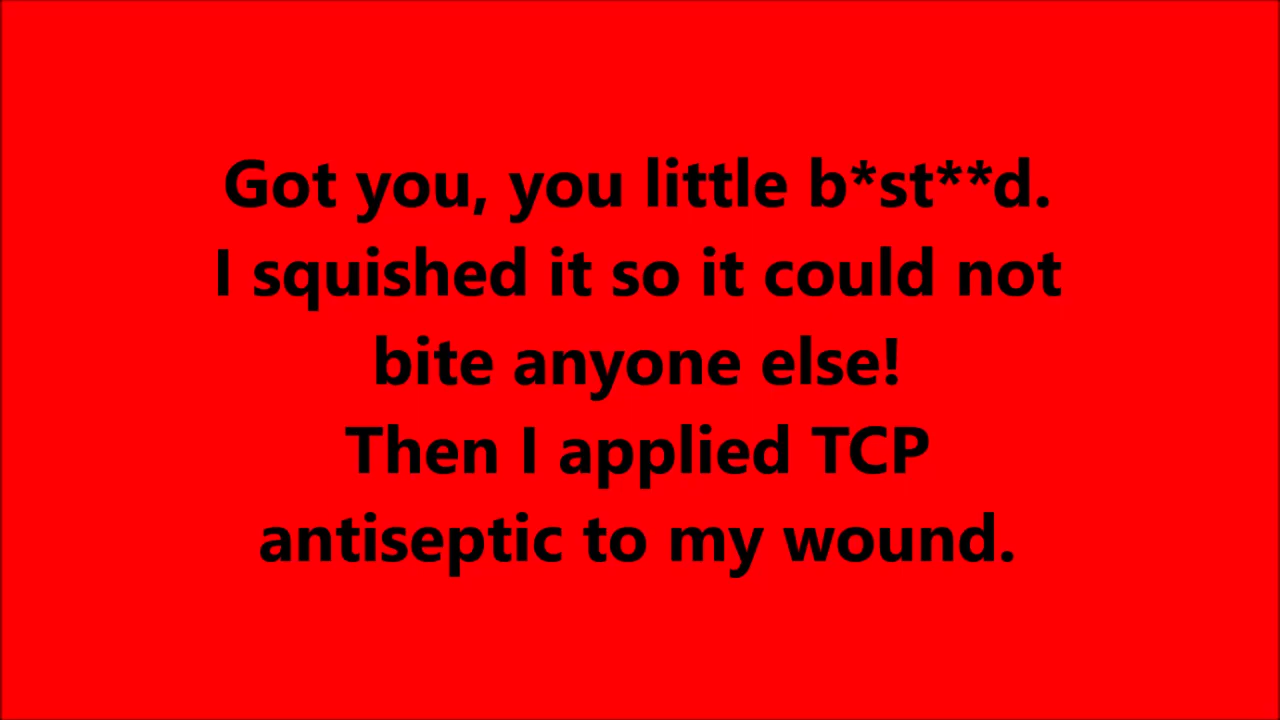 Got you, you little b*st**d.
I squished it so it could not
bite anyone else!
Then I applied TCP
antiseptic to my wound.